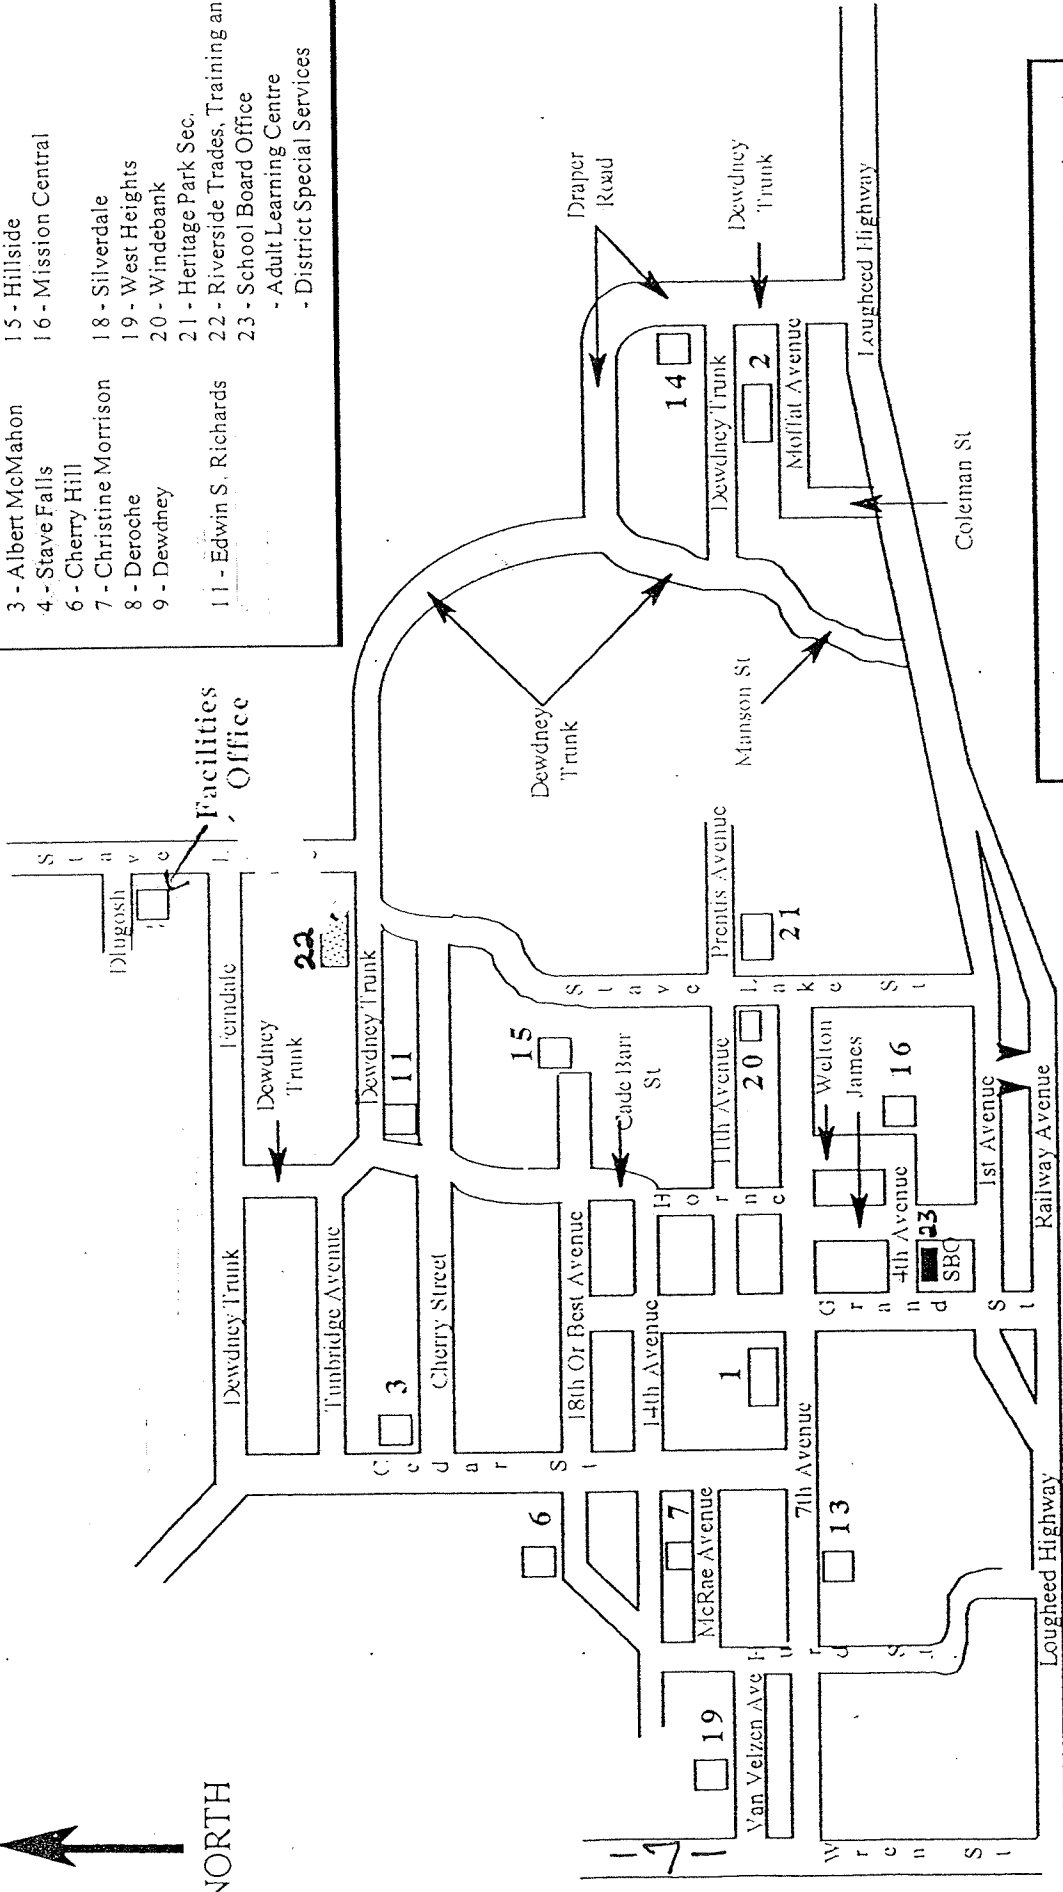 3 - Albert McMahon
4 - Stave Falls
6 - Cherry Hill
7 - Christine Morrison
8 - Deroche
9 - Dewdney
11 - Edwin S. Richards
15 - Hillside
16 - Mission Central
18 - Silverdale
19 - West Heights
20 - Windebank
21 - Heritage Park Sec.
22 - Riverside Trades, Training an
23 - School Board Office
- Adult Learning Centre
- District Special Services
NORTH
Facilities
Office
Stave L
Dlugosh
Ferndale
22
Dewdney Trunk
Dewdney
Trunk
Dewdney Trunk
Tunbridge Avenue
11
3
Cherry Street
Cedar St
15
Cade Barr
St
18th Or Best Avenue
6
14th Avenue
7
McRae Avenue
Horne
11th Avenue
20
Stave Lake St
Prentis Avenue
21
1
19
Van Velzen Ave
Hurd St
7th Avenue
13
Welton
James
16
4th Avenue
Grand St
23
SBO
1st Avenue
Railway Avenue
Wren St
Lougheed Highway
Dewdney
Trunk
Draper
Road
14
Dewdney Trunk
Dewdney
Trunk
2
Moffat Avenue
Manson St
Coleman St
Lougheed Highway